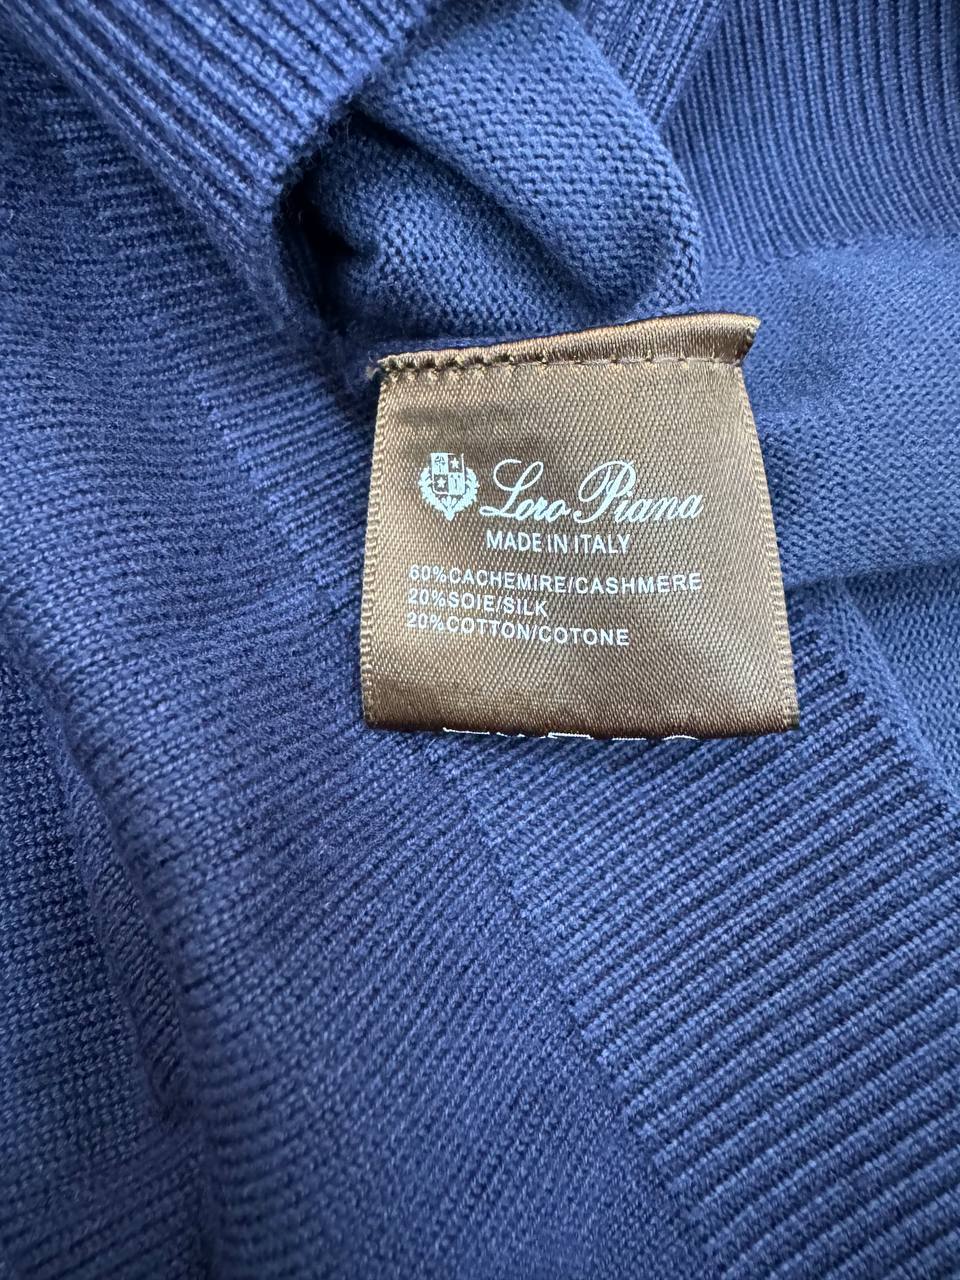 Loro Piana
MADE IN ITALY
60%CACHEMIRE/CASHMERE
20%SOIE/SILK
20%COTTON/COTONE